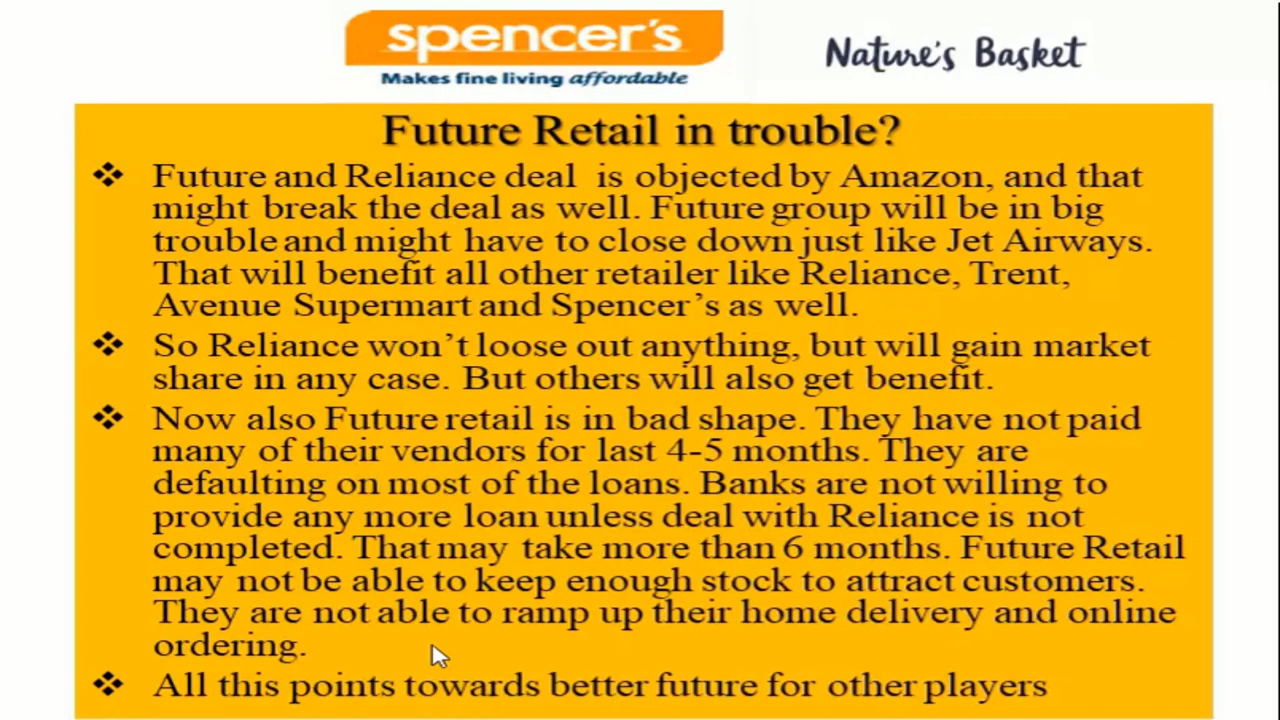 spencer's
Makes fine living affordable
Nature's Basket
Future Retail in trouble?
❖ Future and Reliance deal is objected by Amazon, and that
might break the deal as well. Future group will be in big
trouble and might have to close down just like Jet Airways.
That will benefit all other retailer like Reliance, Trent,
Avenue Supermart and Spencer's as well.
❖ So Reliance won't loose out anything, but will gain market
share in any case. But others will also get benefit.
❖ Now also Future retail is in bad shape. They have not paid
many of their vendors for last 4-5 months. They are
defaulting on most of the loans. Banks are not willing to
provide any more loan unless deal with Reliance is not
completed. That may take more than 6 months. Future Retail
may not be able to keep enough stock to attract customers.
They are not able to ramp up their home delivery and online
ordering.
❖ All this points towards better future for other players